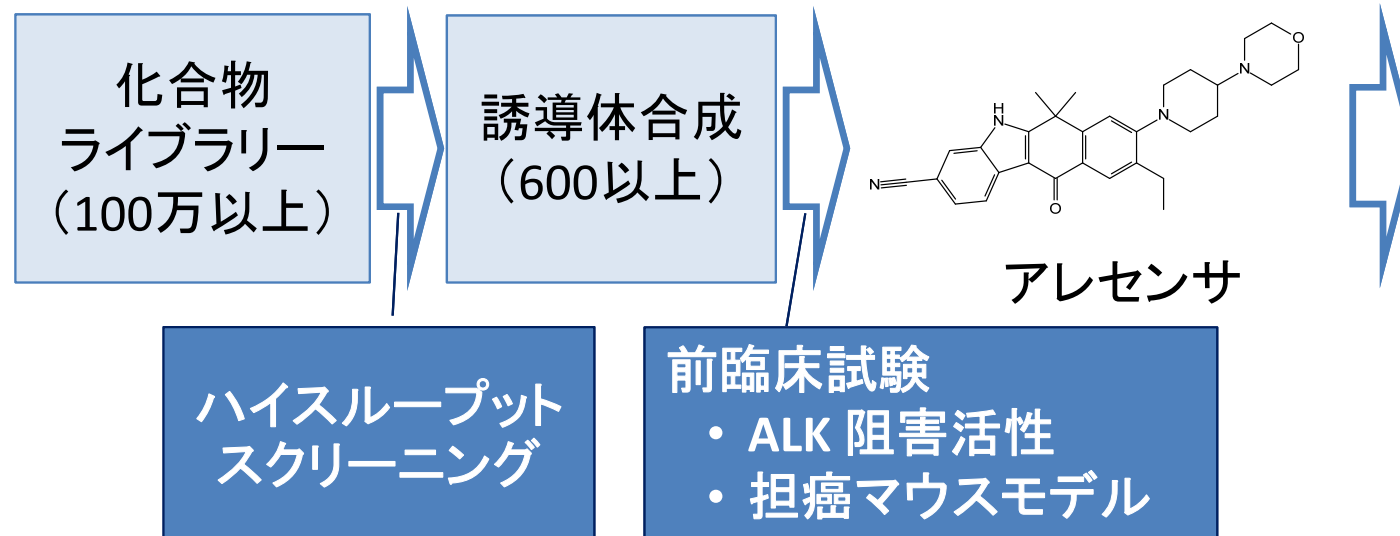 化合物
ライブラリー
（100万以上）
誘導体合成
（600以上）
N
H
N
O
N
N
O
アレセンサ
ハイスループット
スクリーニング
前臨床試験
• ALK 阻害活性
• 担癌マウスモデル